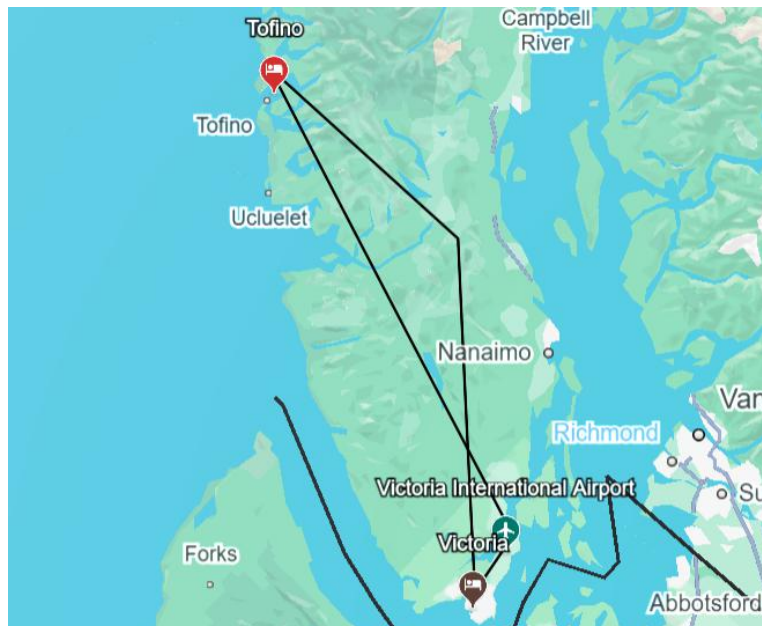 Campbell
River
Tofino
Tofino
Ucluelet
Nanaimo
Van
Richmond
Su
Victoria International Airport
Victoria
Forks
Abbotsford